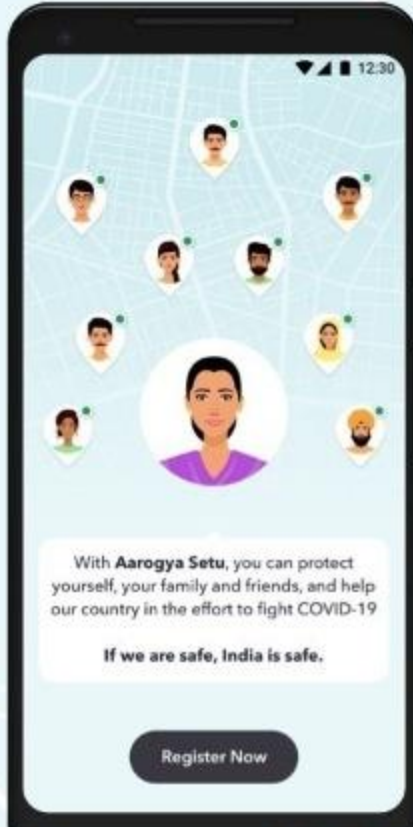 12:30
With Aarogya Setu, you can protect
yourself, your family and friends, and help
our country in the effort to fight COVID-19
If we are safe, India is safe.
Register Now